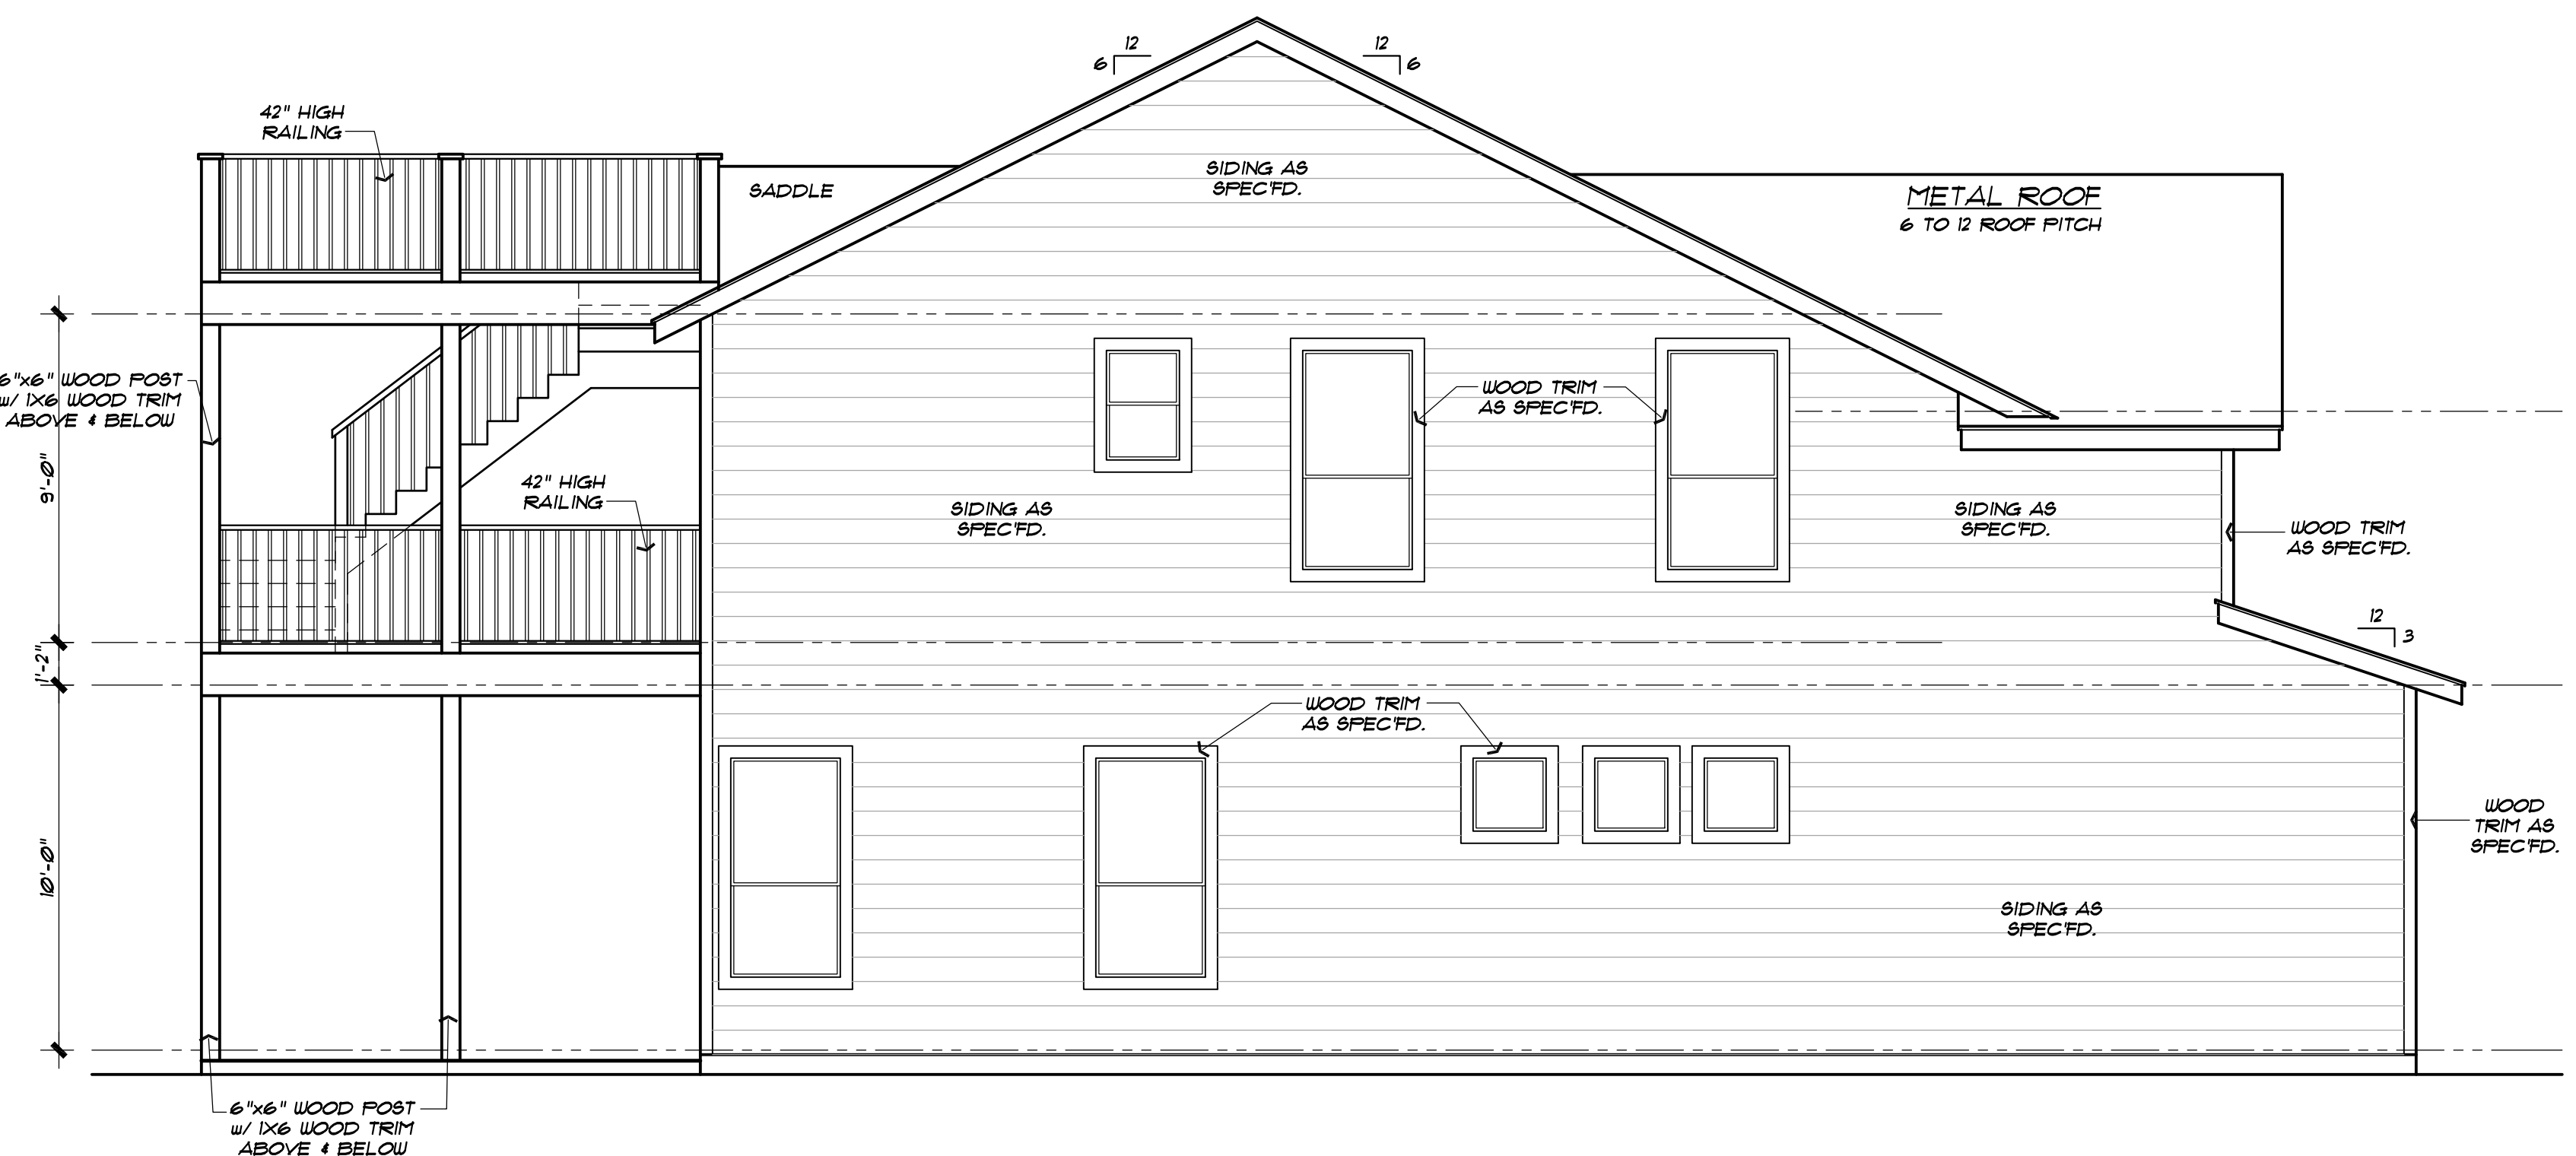 12
6
12
6
42" HIGH
RAILING
SADDLE
SIDING AS
SPEC'FD.
METAL ROOF
6 TO 12 ROOF PITCH
6"x6" WOOD POST
w/ 1X6 WOOD TRIM
ABOVE & BELOW
WOOD TRIM
AS SPEC'FD.
9'-0"
42" HIGH
RAILING
SIDING AS
SPEC'FD.
SIDING AS
SPEC'FD.
WOOD TRIM
AS SPEC'FD.
12
3
1'-2"
WOOD TRIM
AS SPEC'FD.
10'-0"
WOOD
TRIM AS
SPEC'FD.
SIDING AS
SPEC'FD.
6"x6" WOOD POST
w/ 1X6 WOOD TRIM
ABOVE & BELOW